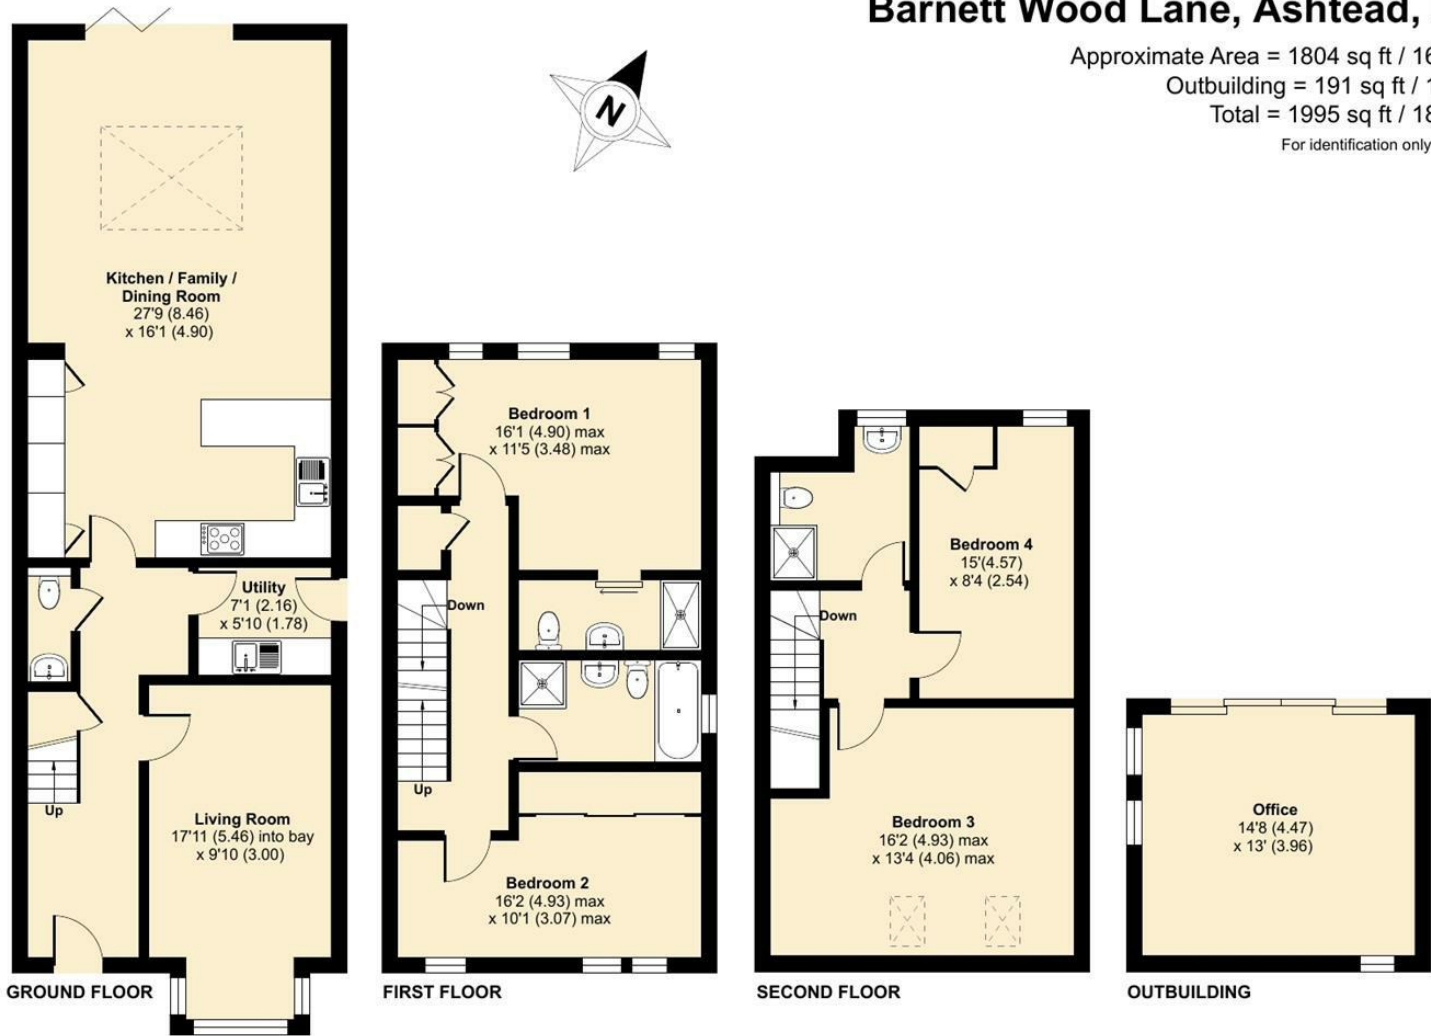 Barnett Wood Lane, Ashtead,
Approximate Area = 1804 sq ft / 16
Outbuilding = 191 sq ft / 1
Total = 1995 sq ft / 18
For identification only
N
Kitchen / Family /
Dining Room
27'9 (8.46)
x 16'1 (4.90)
Utility
7'1 (2.16)
x 5'10 (1.78)
Up
Living Room
17'11 (5.46) into bay
x 9'10 (3.00)
GROUND FLOOR
Bedroom 1
16'1 (4.90) max
x 11'5 (3.48) max
Down
Up
Bedroom 2
16'2 (4.93) max
x 10'1 (3.07) max
FIRST FLOOR
Bedroom 4
15'(4.57)
x 8'4 (2.54)
Down
Bedroom 3
16'2 (4.93) max
x 13'4 (4.06) max
SECOND FLOOR
Office
14'8 (4.47)
x 13' (3.96)
OUTBUILDING